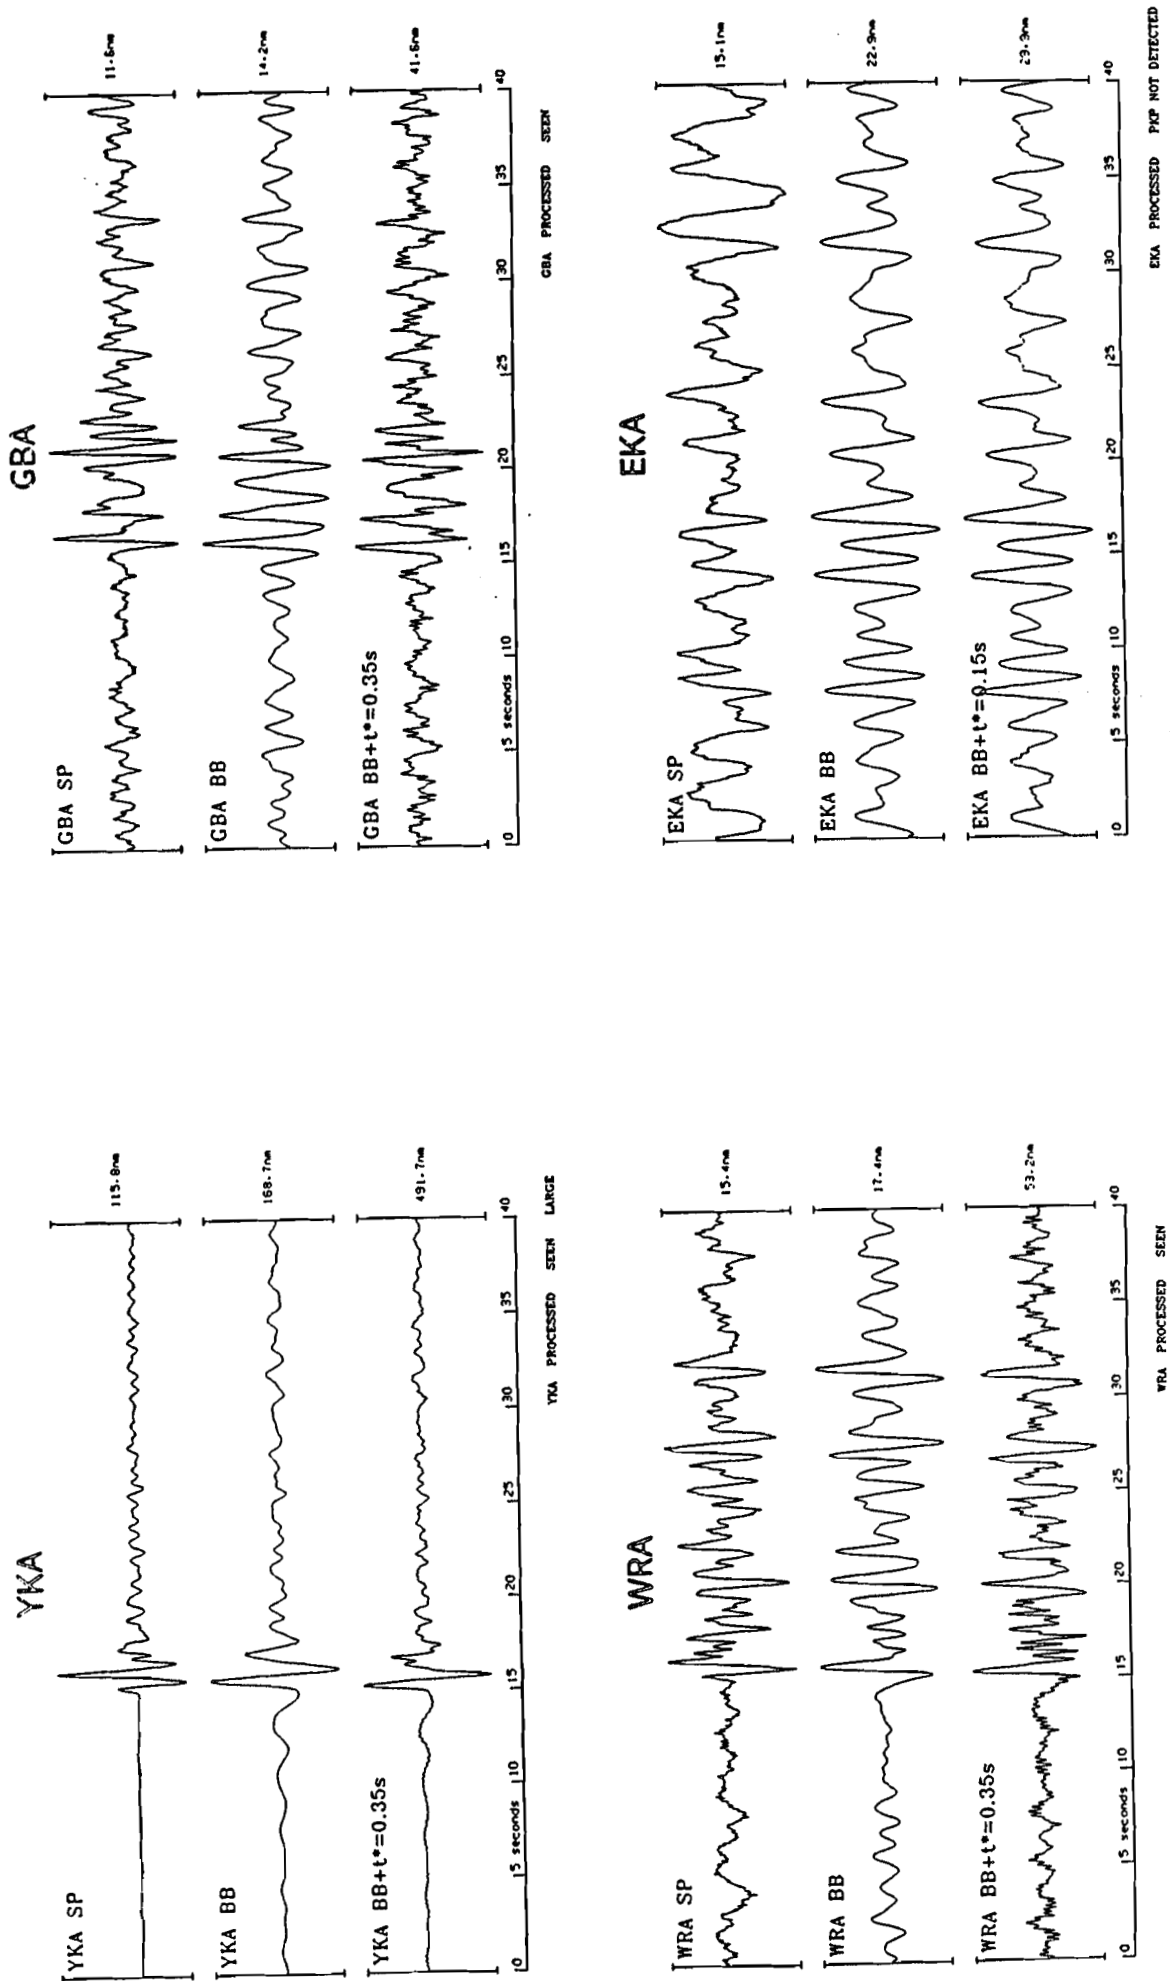 YKA
YKA SP
115.8nm
YKA BB
168.7nm
YKA BB+t*=0.35s
491.7nm
0 5 seconds 10 15 20 25 30 35 40
YKA PROCESSED SEEN LARGE
GBA
GBA SP
11.6nm
GBA BB
14.2nm
GBA BB+t*=0.35s
41.6nm
0 5 seconds 10 15 20 25 30 35 40
GBA PROCESSED SEEN
WRA
WRA SP
15.4nm
WRA BB
17.4nm
WRA BB+t*=0.35s
53.2nm
0 5 seconds 10 15 20 25 30 35 40
WRA PROCESSED SEEN
EKA
EKA SP
15.1nm
EKA BB
22.9nm
EKA BB+t*=0.15s
29.9nm
0 5 seconds 10 15 20 25 30 35 40
EKA PROCESSED PKP NOT DETECTED